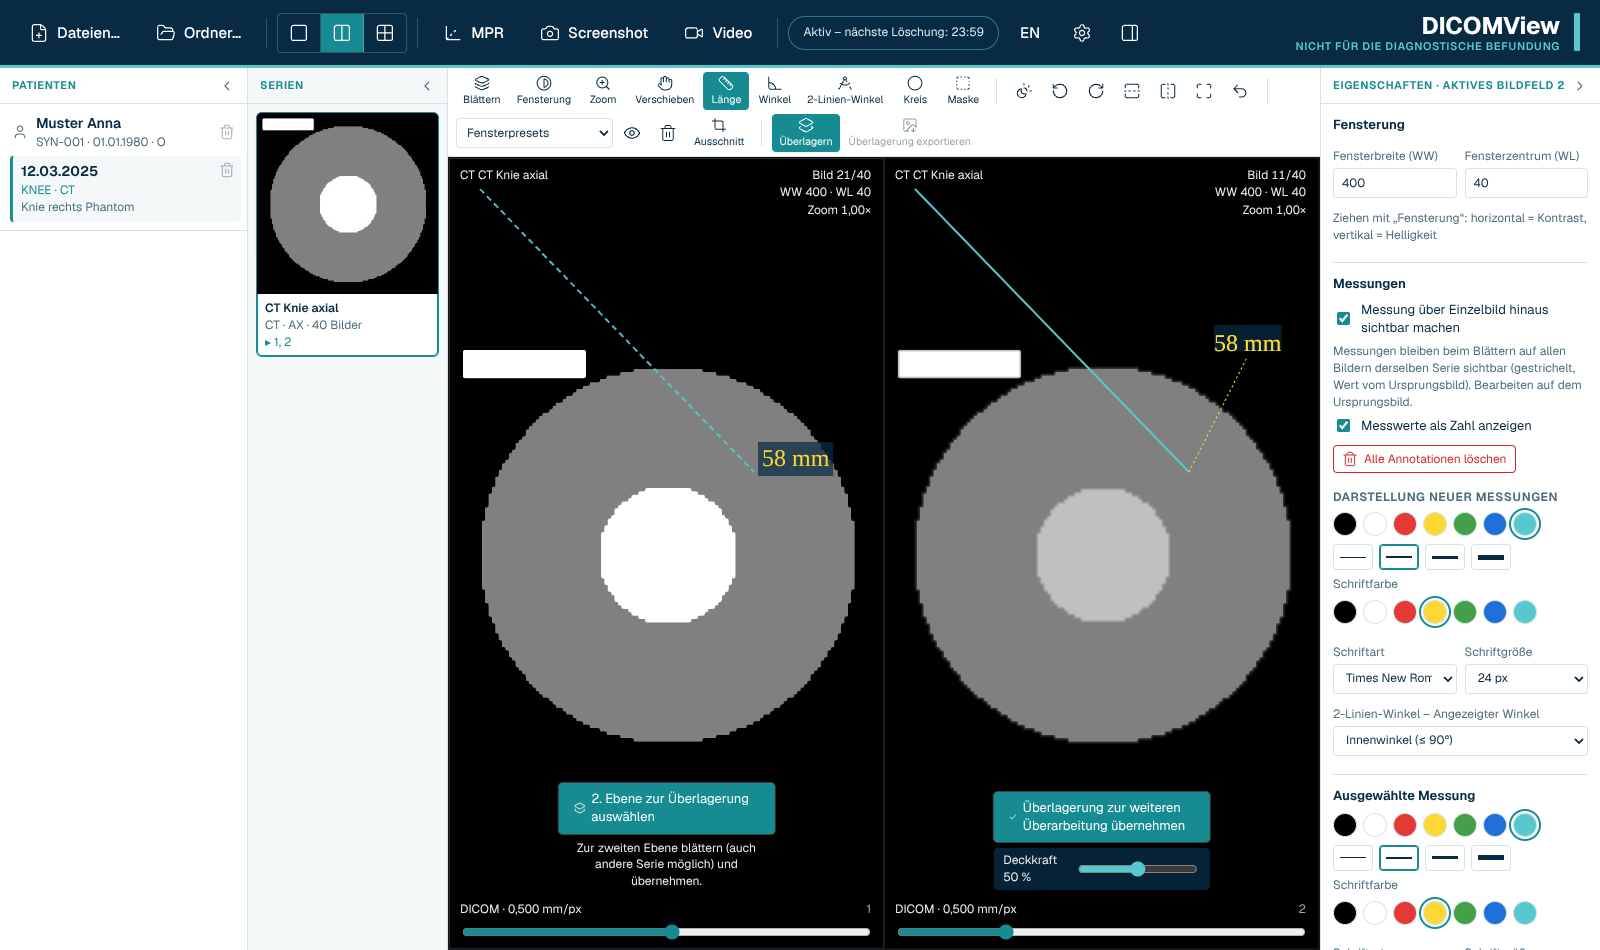 Dateien...
Ordner...
MPR
Screenshot
Video
Aktiv – nächste Löschung: 23:59
EN
DICOMView
NICHT FÜR DIE DIAGNOSTISCHE BEFUNDUNG
PATIENTEN
Muster Anna
SYN-001 · 01.01.1980 · O
12.03.2025
KNEE · CT
Knie rechts Phantom
SERIEN
CT Knie axial
CT · AX · 40 Bilder
▸ 1, 2
Blättern
Fensterung
Zoom
Verschieben
Länge
Winkel
2-Linien-Winkel
Kreis
Maske
Fensterpresets
Ausschnitt
Überlagern
Überlagerung exportieren
CT CT Knie axial
Bild 21/40
WW 400 · WL 40
Zoom 1,00×
58 mm
2. Ebene zur Überlagerung
auswählen
Zur zweiten Ebene blättern (auch
andere Serie möglich) und
übernehmen.
DICOM · 0,500 mm/px
1
CT CT Knie axial
Bild 11/40
WW 400 · WL 40
Zoom 1,00×
58 mm
Überlagerung zur weiteren
Überarbeitung übernehmen
Deckkraft
50 %
DICOM · 0,500 mm/px
2
EIGENSCHAFTEN · AKTIVES BILDFELD 2
Fensterung
Fensterbreite (WW)
Fensterzentrum (WL)
400
40
Ziehen mit „Fensterung“: horizontal = Kontrast,
vertikal = Helligkeit
Messungen
Messung über Einzelbild hinaus
sichtbar machen
Messungen bleiben beim Blättern auf allen
Bildern derselben Serie sichtbar (gestrichelt,
Wert vom Ursprungsbild). Bearbeiten auf dem
Ursprungsbild.
Messwerte als Zahl anzeigen
Alle Annotationen löschen
DARSTELLUNG NEUER MESSUNGEN
Schriftfarbe
Schriftart
Schriftgröße
Times New Rom
24 px
2-Linien-Winkel – Angezeigter Winkel
Innenwinkel (≤ 90°)
Ausgewählte Messung
Schriftfarbe